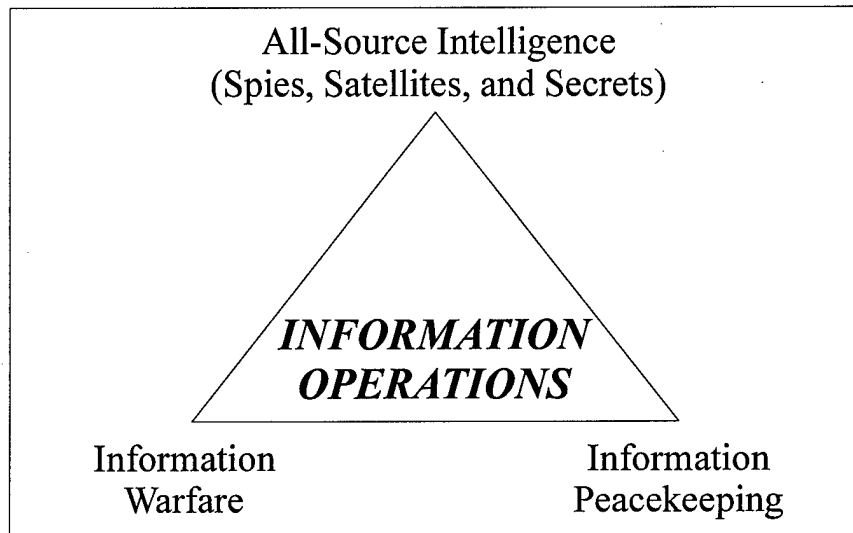 All-Source Intelligence
(Spies, Satellites, and Secrets)
INFORMATION
OPERATIONS
Information
Warfare
Information
Peacekeeping